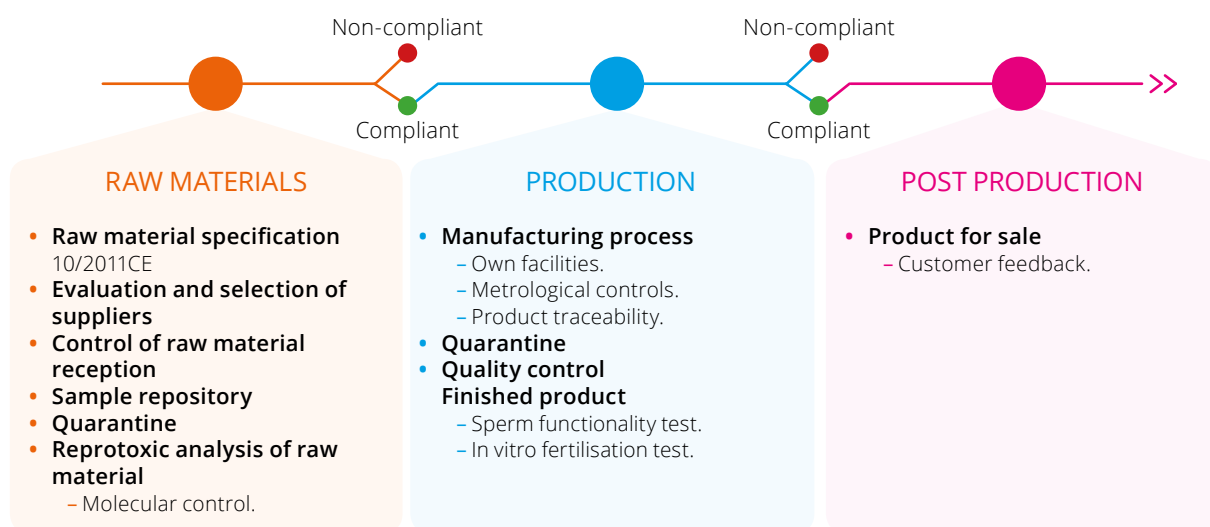 Non-compliant
Non-compliant
Compliant
Compliant
RAW MATERIALS
• Raw material specification
10/2011CE
• Evaluation and selection of
suppliers
• Control of raw material
reception
• Sample repository
• Quarantine
• Reprotoxic analysis of raw
material
– Molecular control.
PRODUCTION
• Manufacturing process
– Own facilities.
– Metrological controls.
– Product traceability.
• Quarantine
• Quality control
Finished product
– Sperm functionality test.
– In vitro fertilisation test.
POST PRODUCTION
• Product for sale
– Customer feedback.